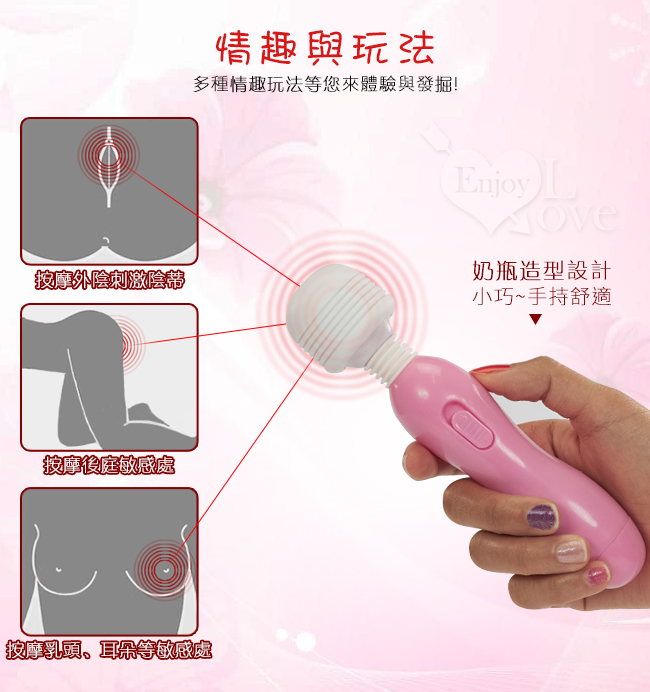 情趣與玩法
多種情趣玩法等您來體驗與發掘!
Enjoy Love
奶瓶造型設計
小巧~手持舒適
按摩外陰刺激陰蒂
按摩後庭敏感處
按摩乳頭、耳朵等敏感處